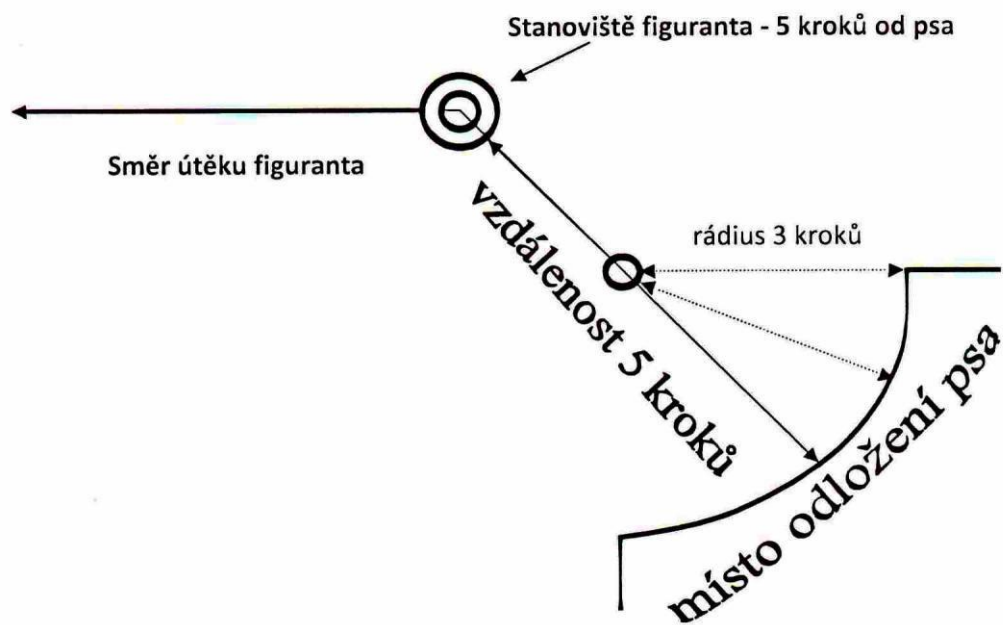 Stanoviště figuranta - 5 kroků od psa
Směr útěku figuranta
rádius 3 kroků
vzdálenost 5 kroků
místo odložení psa